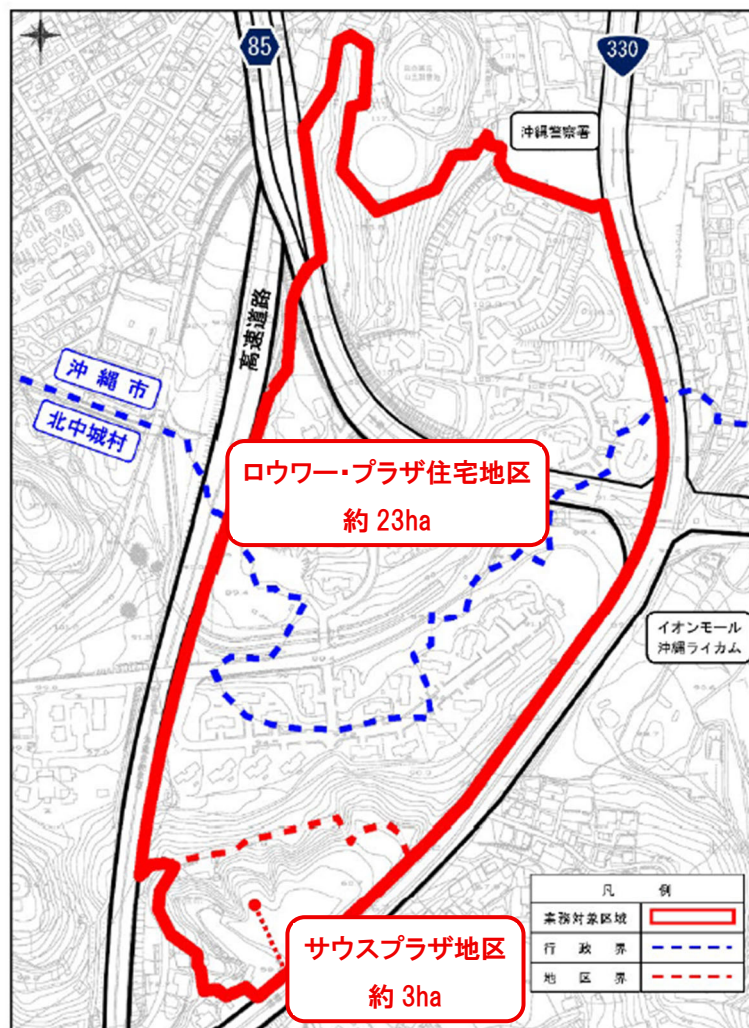 85
330
沖縄警察署
高速道路
沖縄市
北中城村
ロウワー・プラザ住宅地区
約 23ha
イオンモール
沖縄ライカム
サウスプラザ地区
約 3ha
凡 例
業務対象区域
行 政 界
地 区 界